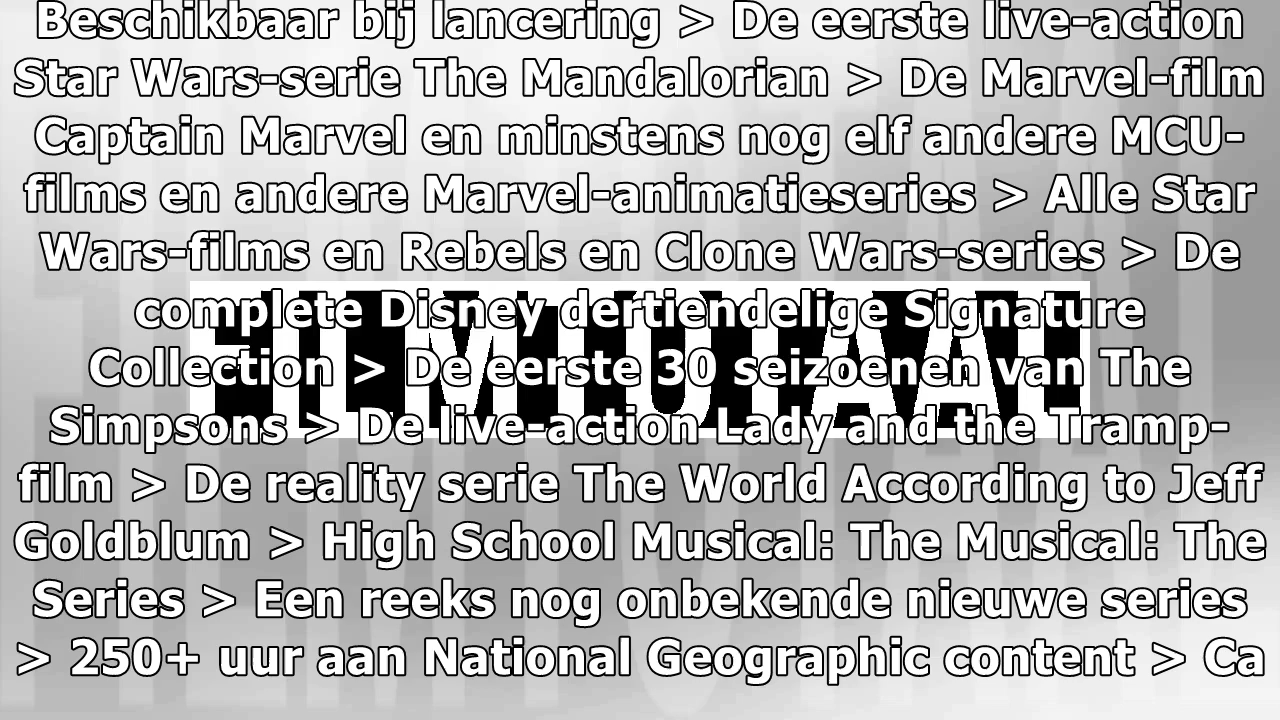 Beschikbaar bij lancering > De eerste live-action
Star Wars-serie The Mandalorian > De Marvel-film
Captain Marvel en minstens nog elf andere MCU-
films en andere Marvel-animatieseries > Alle Star
Wars-films en Rebels en Clone Wars-series > De
complete Disney dertiendelige Signature
Collection > De eerste 30 seizoenen van The
Simpsons > De live-action Lady and the Tramp-
film > De reality serie The World According to Jeff
Goldblum > High School Musical: The Musical: The
Series > Een reeks nog onbekende nieuwe series
> 250+ uur aan National Geographic content > Ca
FILMTOTAAL